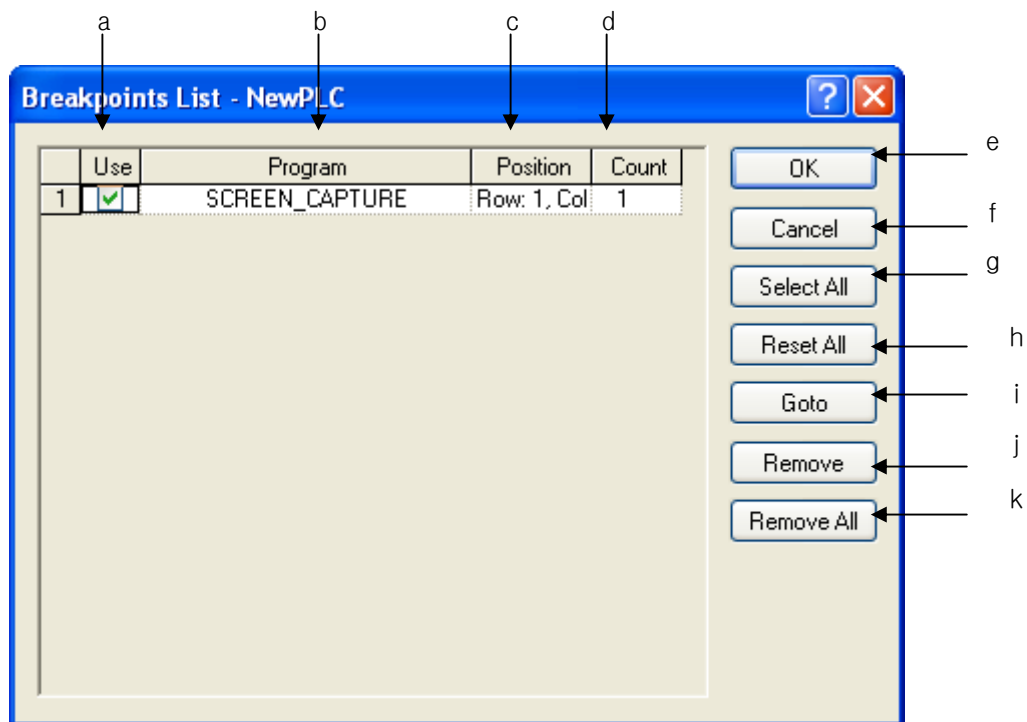 a b c d
Breakpoints List - NewPLC
Use Program Position Count
1 SCREEN_CAPTURE Row: 1, Col 1
OK e
Cancel f
Select All g
Reset All h
Goto i
Remove j
Remove All k